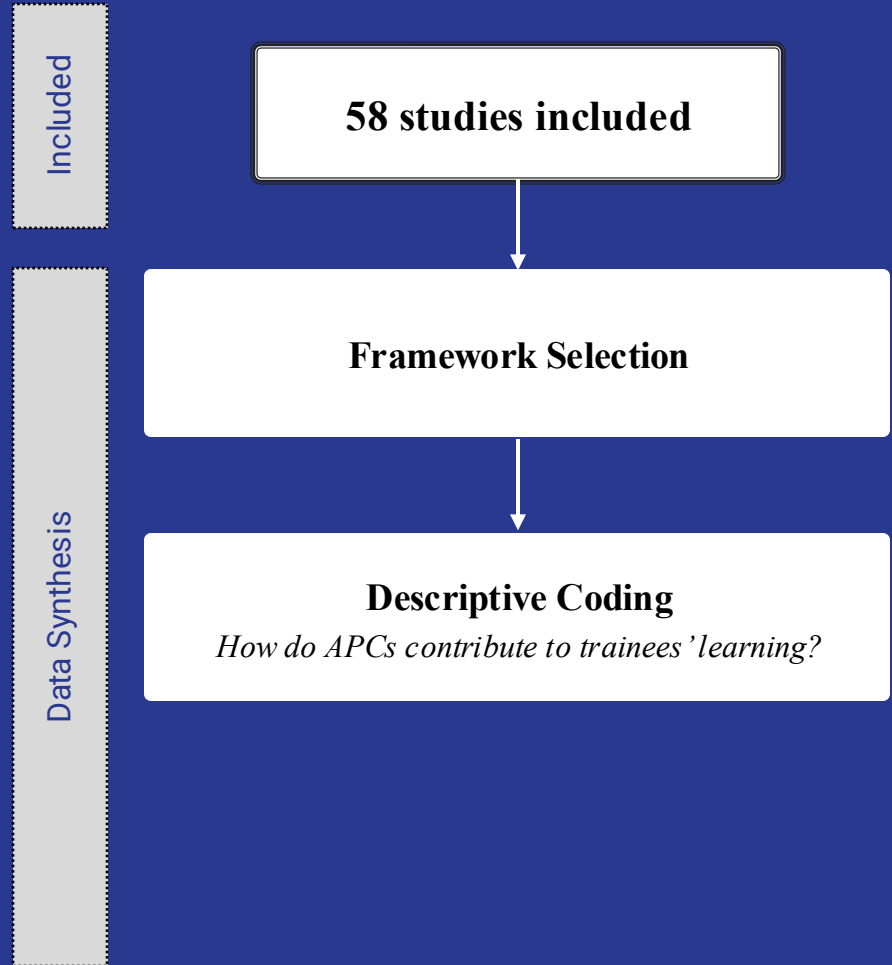 Included
58 studies included
Data Synthesis
Framework Selection
Descriptive Coding
How do APCs contribute to trainees’ learning?